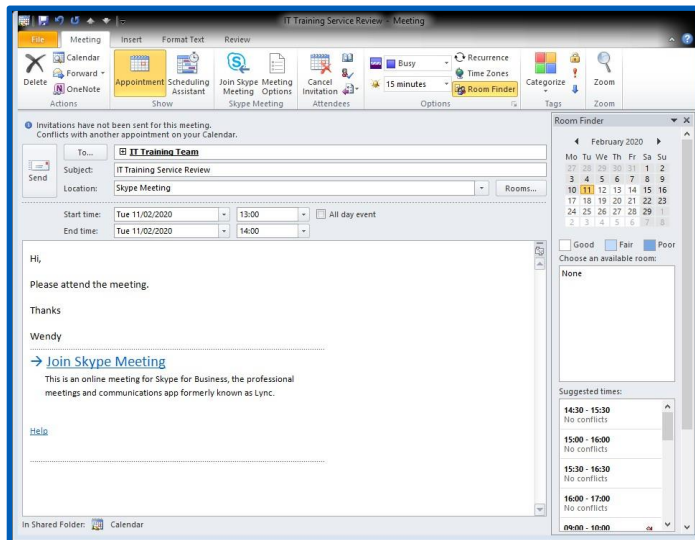 IT Training Service Review - Meeting
File Meeting Insert Format Text Review
Delete
Calendar
Forward
OneNote
Actions
Appointment
Scheduling
Assistant
Show
Join Skype
Meeting
Meeting
Options
Skype Meeting
Cancel
Invitation
Attendees
Busy
15 minutes
Recurrence
Time Zones
Room Finder
Options
Categorize
Tags
Zoom
Zoom
Invitations have not been sent for this meeting.
Conflicts with another appointment on your Calendar.
Send
To... IT Training Team
Subject: IT Training Service Review
Location: Skype Meeting Rooms...
Start time: Tue 11/02/2020 13:00 All day event
End time: Tue 11/02/2020 14:00
Hi,
Please attend the meeting.
Thanks
Wendy
→ Join Skype Meeting
This is an online meeting for Skype for Business, the professional
meetings and communications app formerly known as Lync.
Help
In Shared Folder: Calendar
Room Finder
February 2020
Mo Tu We Th Fr Sa Su
27 28 29 30 31 1 2
3 4 5 6 7 8 9
10 11 12 13 14 15 16
17 18 19 20 21 22 23
24 25 26 27 28 29 1
2 3 4 5 6 7 8
Good Fair Poor
Choose an available room:
None
Suggested times:
14:30 - 15:30
No conflicts
15:00 - 16:00
No conflicts
15:30 - 16:30
No conflicts
16:00 - 17:00
No conflicts
09:00 - 10:00